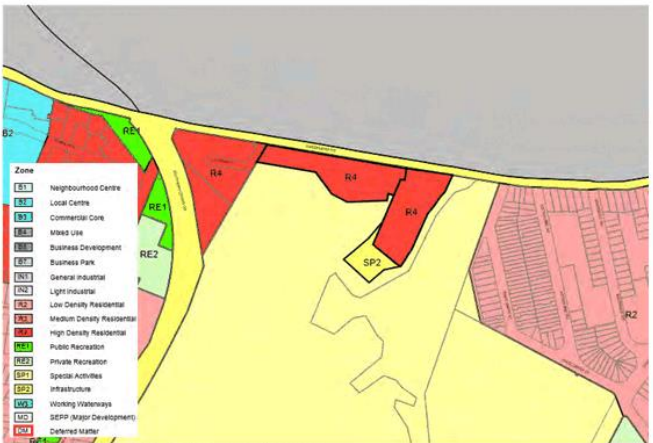 RE1
B2
R4
R4
R4
RE1
RE2
SP2
R2
Zone
B1 Neighbourhood Centre
B2 Local Centre
B3 Commercial Core
B4 Mixed Use
B5 Business Development
B7 Business Park
IN1 General Industrial
IN2 Light Industrial
R2 Low Density Residential
R3 Medium Density Residential
R4 High Density Residential
RE1 Public Recreation
RE2 Private Recreation
SP1 Special Activities
SP2 Infrastructure
W3 Working Waterways
MD SEPP (Major Development)
DM Deferred Matter
RE1